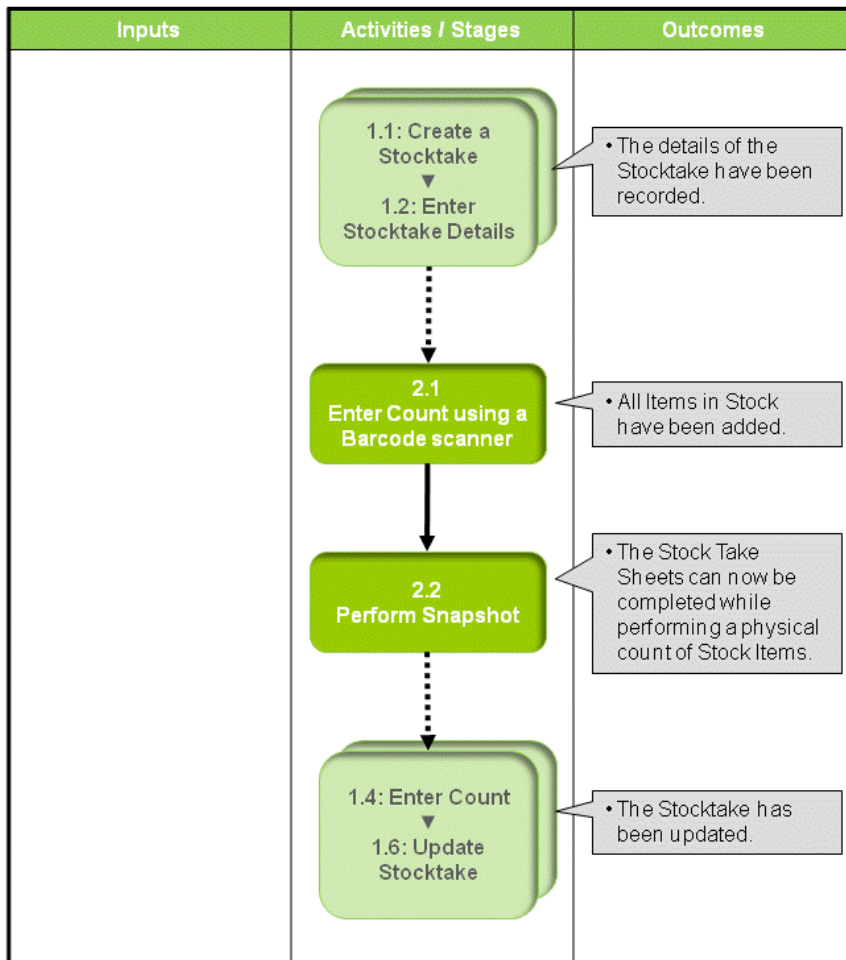 Inputs
Activities / Stages
Outcomes
1.1: Create a
Stocktake
▼
1.2: Enter
Stocktake Details
• The details of the
Stocktake have been
recorded.
2.1
Enter Count using a
Barcode scanner
• All Items in Stock
have been added.
2.2
Perform Snapshot
• The Stock Take
Sheets can now be
completed while
performing a physical
count of Stock Items.
1.4: Enter Count
▼
1.6: Update
Stocktake
• The Stocktake has
been updated.